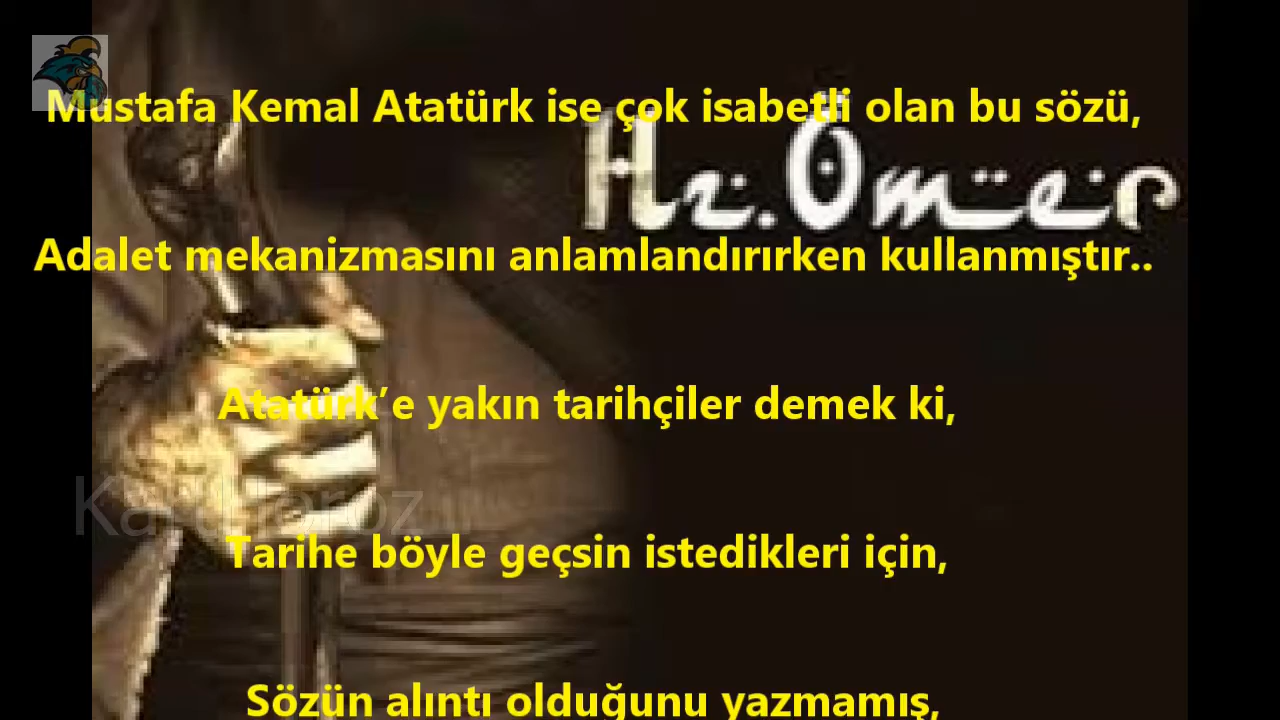 Mustafa Kemal Atatürk ise çok isabetli olan bu sözü,
Hz. Ömer
Adalet mekanizmasını anlamlandırırken kullanmıştır..
Atatürk’e yakın tarihçiler demek ki,
Tarihe böyle geçsin istedikleri için,
Sözün alıntı olduğunu yazmamış,